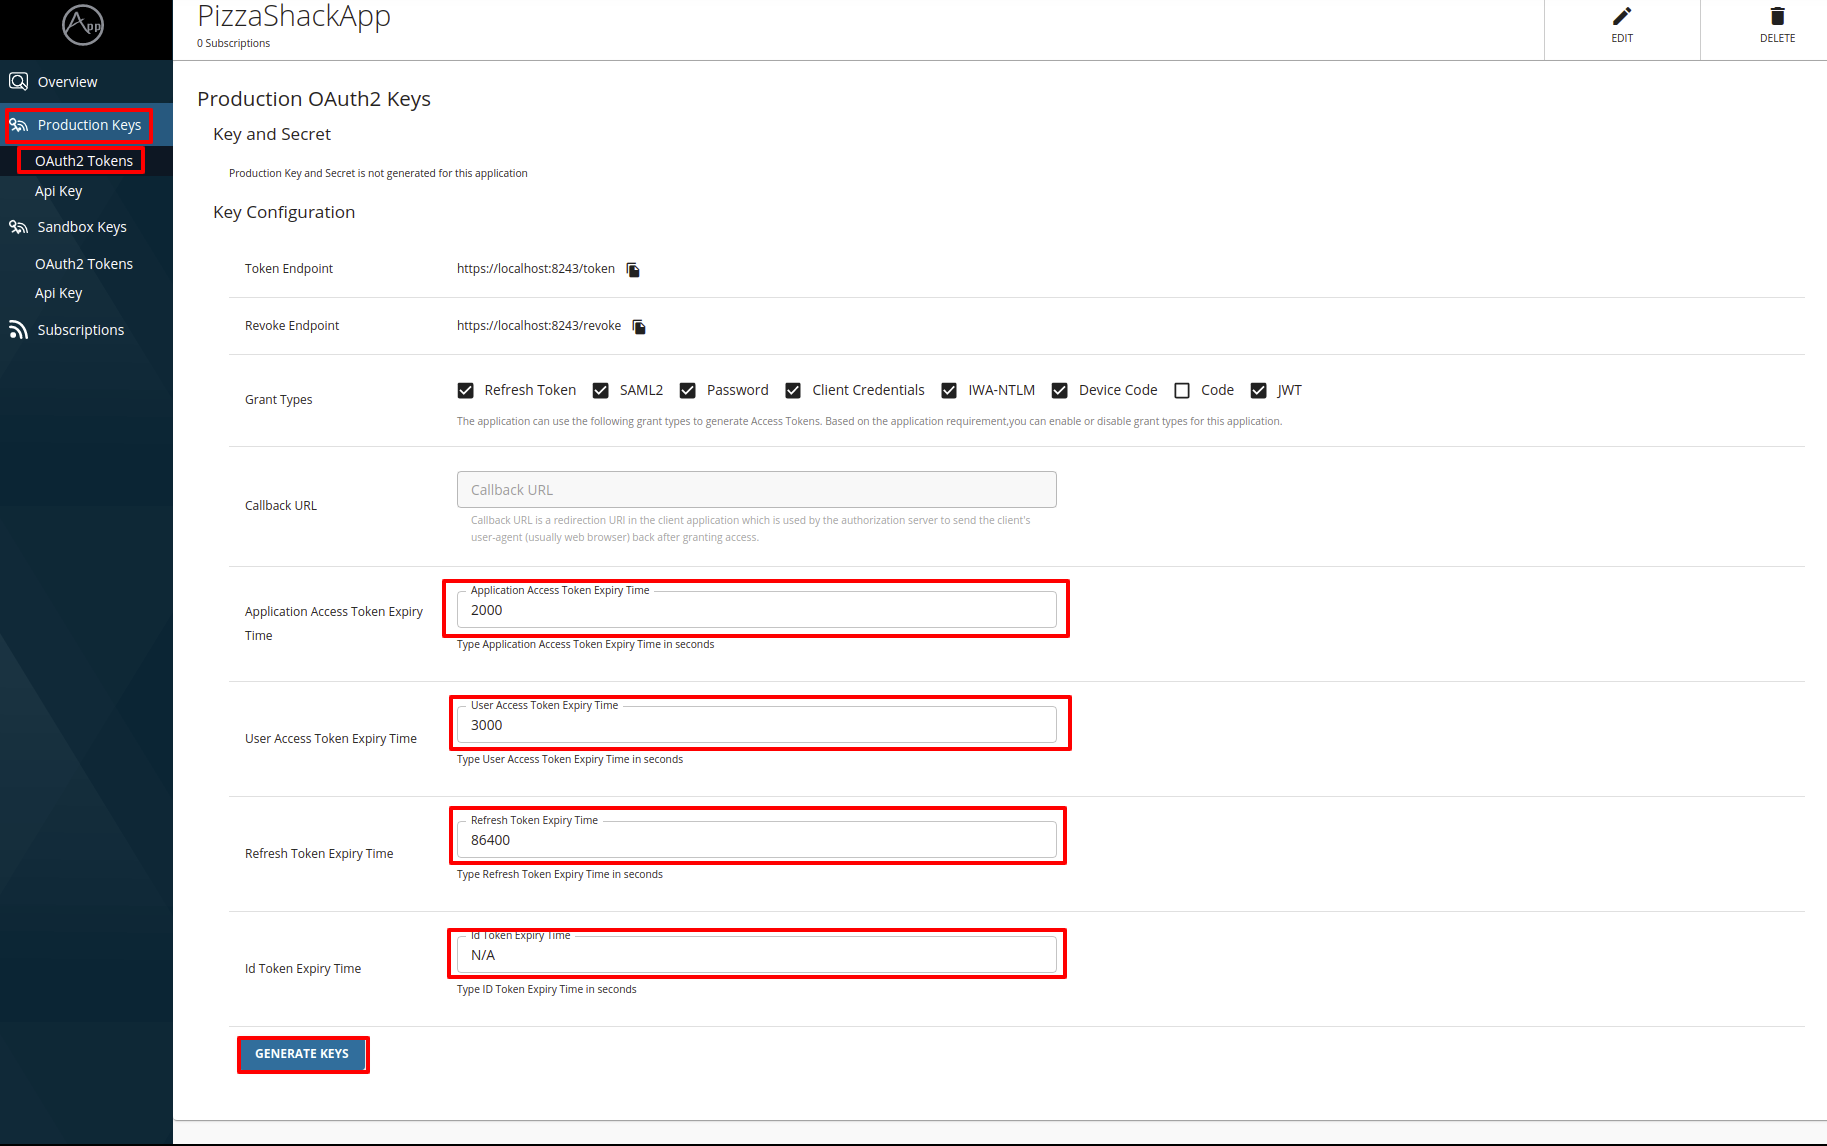 App
Overview
Production Keys
OAuth2 Tokens
Api Key
Sandbox Keys
OAuth2 Tokens
Api Key
Subscriptions
PizzaShackApp
0 Subscriptions
EDIT
DELETE
Production OAuth2 Keys
Key and Secret
Production Key and Secret is not generated for this application
Key Configuration
Token Endpoint
https://localhost:8243/token
Revoke Endpoint
https://localhost:8243/revoke
Grant Types
Refresh Token SAML2 Password Client Credentials IWA-NTLM Device Code Code JWT
The application can use the following grant types to generate Access Tokens. Based on the application requirement,you can enable or disable grant types for this application.
Callback URL
Callback URL
Callback URL is a redirection URI in the client application which is used by the authorization server to send the client's
user-agent (usually web browser) back after granting access.
Application Access Token Expiry
Time
Application Access Token Expiry Time
2000
Type Application Access Token Expiry Time in seconds
User Access Token Expiry Time
User Access Token Expiry Time
3000
Type User Access Token Expiry Time in seconds
Refresh Token Expiry Time
Refresh Token Expiry Time
86400
Type Refresh Token Expiry Time in seconds
Id Token Expiry Time
Id Token Expiry Time
N/A
Type ID Token Expiry Time in seconds
GENERATE KEYS